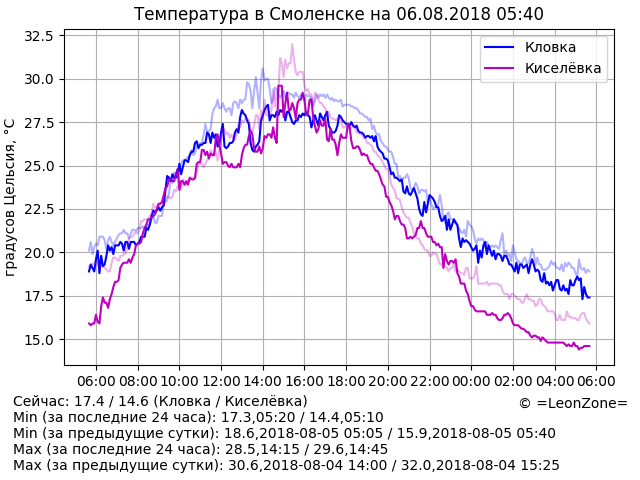 Температура в Смоленске на 06.08.2018 05:40
градусов Цельсия, °C
32.5
30.0
27.5
25.0
22.5
20.0
17.5
15.0
Кловка
Киселёвка
06:00 08:00 10:00 12:00 14:00 16:00 18:00 20:00 22:00 00:00 02:00 04:00 06:00
Сейчас: 17.4 / 14.6 (Кловка / Киселёвка)
© =LeonZone=
Min (за последние 24 часа): 17.3,05:20 / 14.4,05:10
Min (за предыдущие сутки): 18.6,2018-08-05 05:05 / 15.9,2018-08-05 05:40
Max (за последние 24 часа): 28.5,14:15 / 29.6,14:45
Max (за предыдущие сутки): 30.6,2018-08-04 14:00 / 32.0,2018-08-04 15:25